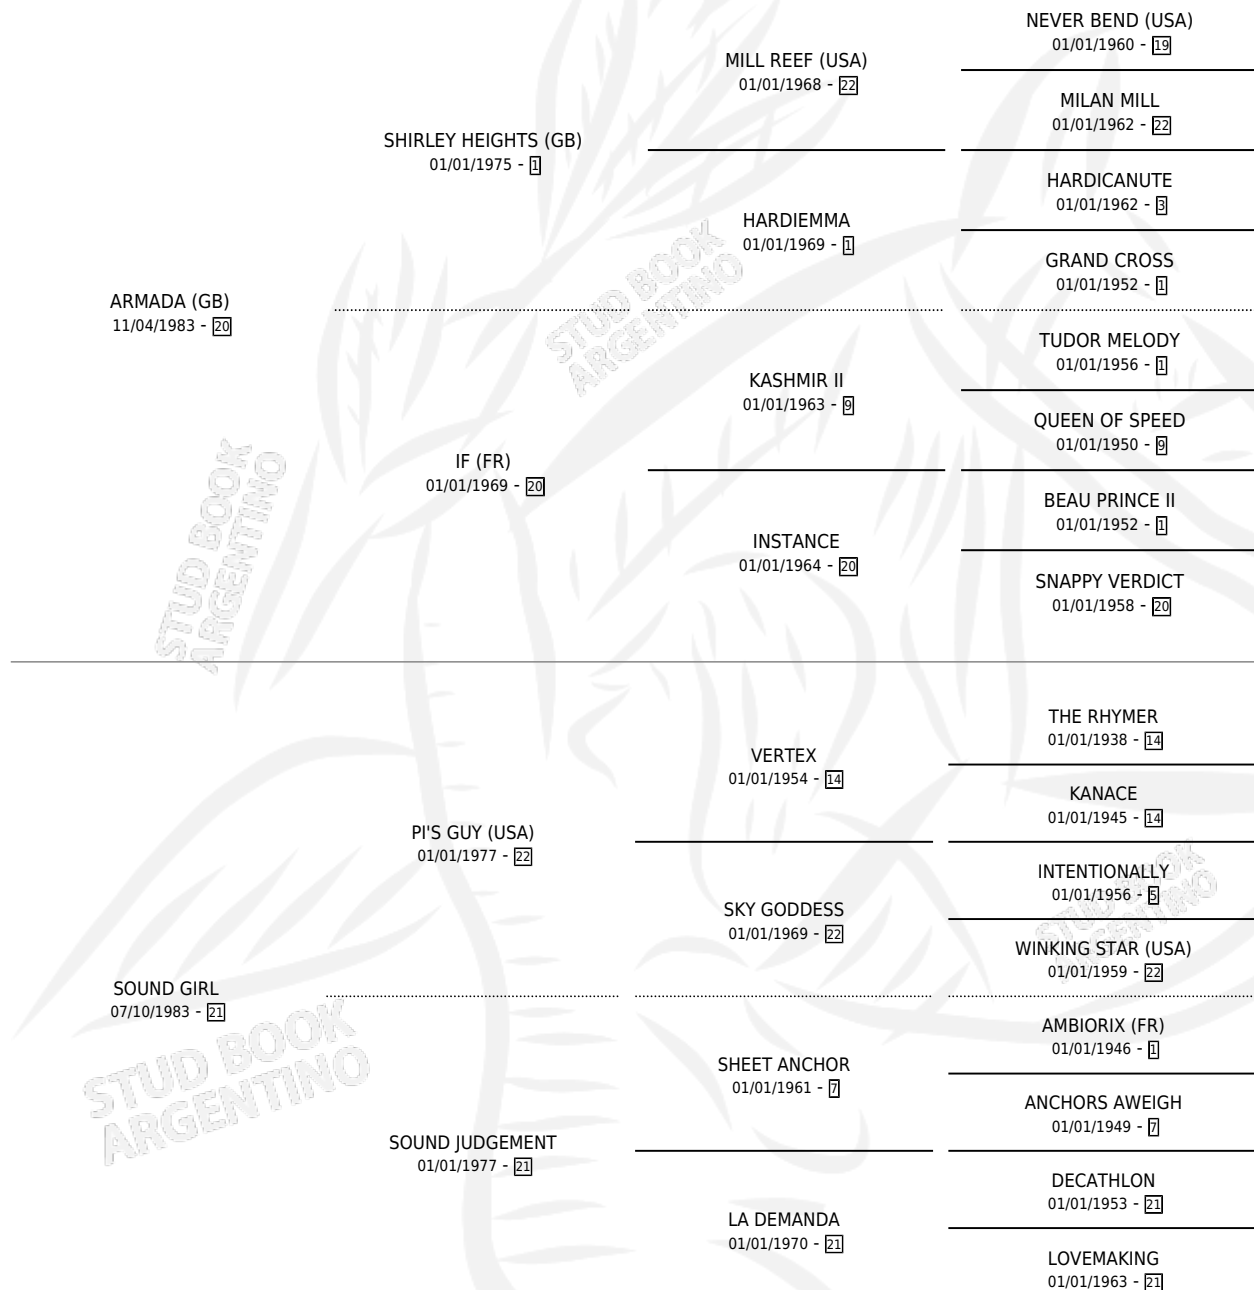 NEVER BEND (USA)
01/01/1960 - 19
MILL REEF (USA)
01/01/1968 - 22
MILAN MILL
01/01/1962 - 22
SHIRLEY HEIGHTS (GB)
01/01/1975 - 1
HARDICANUTE
01/01/1962 - 3
HARDIEMMA
01/01/1969 - 1
GRAND CROSS
01/01/1952 - 1
ARMADA (GB)
11/04/1983 - 20
STUD BOOK
ARGENTINO
TUDOR MELODY
01/01/1956 - 1
KASHMIR II
01/01/1963 - 9
QUEEN OF SPEED
01/01/1950 - 9
IF (FR)
01/01/1969 - 20
BEAU PRINCE II
01/01/1952 - 1
INSTANCE
01/01/1964 - 20
SNAPPY VERDICT
01/01/1958 - 20
STUD BOOK
ARGENTINO
THE RHYMER
01/01/1938 - 14
VERTEX
01/01/1954 - 14
KANACE
01/01/1945 - 14
PI'S GUY (USA)
01/01/1977 - 22
INTENTIONALLY
01/01/1956 - 5
SKY GODDESS
01/01/1969 - 22
STUD BOOK
ARGENTINO
WINKING STAR (USA)
01/01/1959 - 22
SOUND GIRL
07/10/1983 - 21
AMBIORIX (FR)
01/01/1946 - 1
STUD BOOK
ARGENTINO
SHEET ANCHOR
01/01/1961 - 7
ANCHORS AWEIGH
01/01/1949 - 7
SOUND JUDGEMENT
01/01/1977 - 21
DECATHLON
01/01/1953 - 21
LA DEMANDA
01/01/1970 - 21
LOVEMAKING
01/01/1963 - 21